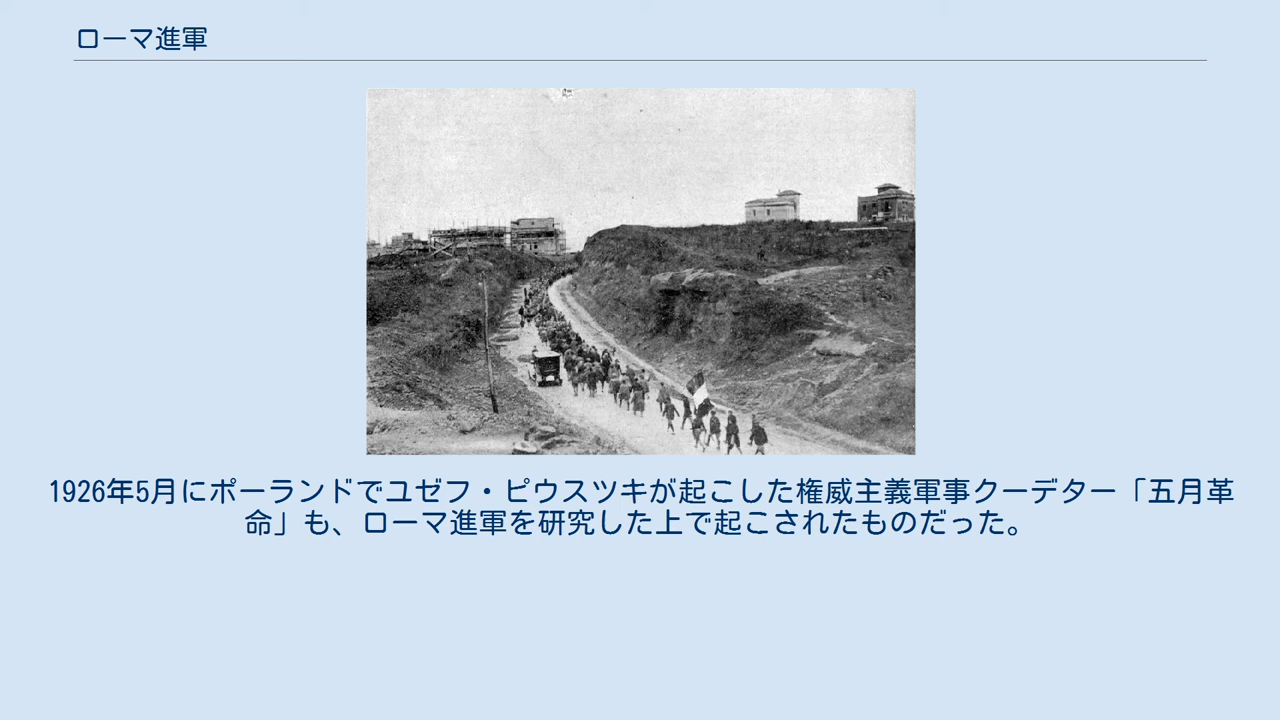 ローマ進軍
1926年5月にポーランドでユゼフ・ピウスツキが起こした権威主義軍事クーデター「五月革
命」も、ローマ進軍を研究した上で起こされたものだった。